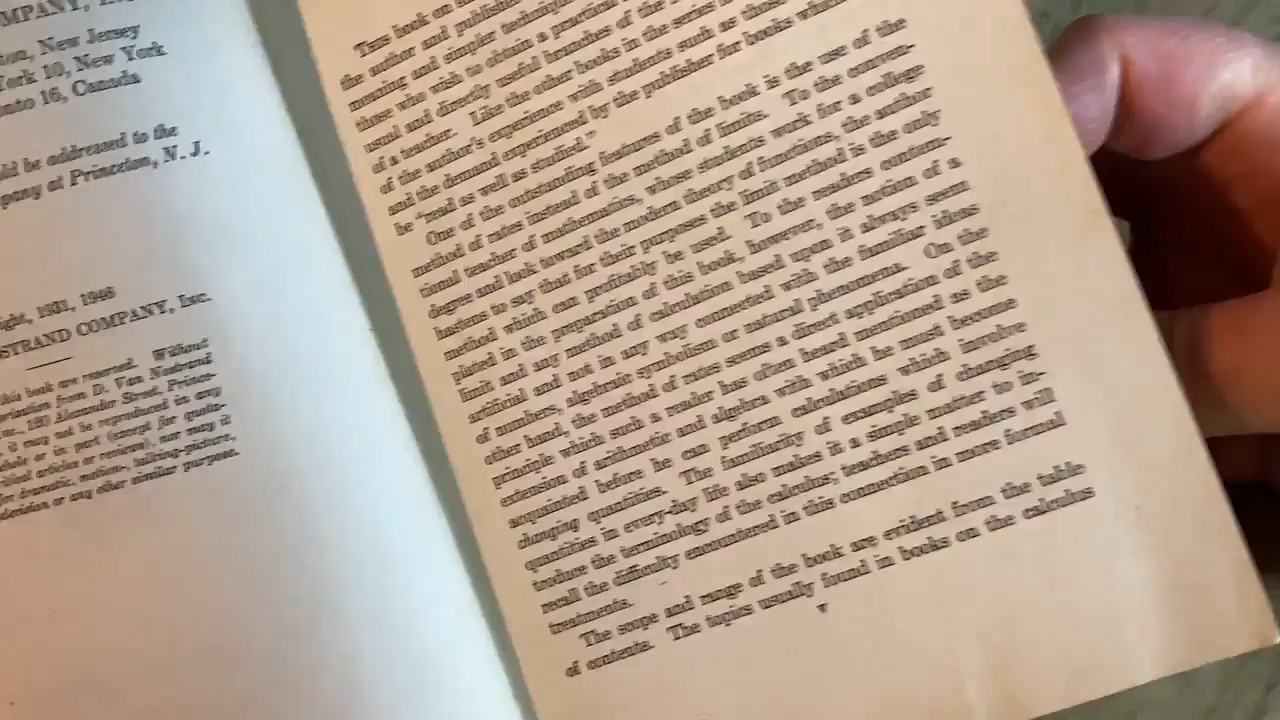 MPANY, I
ton, New Jersey
York 10, New York
onto 16, Canada
uld be addressed to the
pany at Princeton, N. J.
ight, 1931, 1946
STRAND COMPANY, Inc.
this book are reserved. Without
from D. Van Nostrand
Inc., 120 Alexander Street, Prince-
it may not be reproduced in any
whole or in part (except for quota-
ical articles or reviews), nor may it
for dramatic, motion-, talking-picture,
television or any other similar purpose.
This book on
the author and publishe
meaning and simpler techniqu
those who wish to obtain a practical
usual and directly useful branches of the
of a teacher. Like the other books in the series
of the author's experience with students such as those
and the demand experienced by the publisher for books which
be "read as well as studied."
One of the outstanding features of the book is the use of the
method of rates instead of the method of limits. To the conven-
tional teacher of mathematics, whose students work for a college
degree and look toward the modern theory of functions, the author
hastens to say that for their purposes the limit method is the only
method which can profitably be used. To the readers contem-
plated in the preparation of this book, however, the notion of a
limit and any method of calculation based upon it always seem
artificial and not in any way connected with the familiar ideas
of numbers, algebraic symbolism or natural phenomena. On the
other hand, the method of rates seems a direct application of the
principle which such a reader has often heard mentioned as the
extension of arithmetic and algebra with which he must become
acquainted before he can perform calculations which involve
changing quantities. The familiarity of examples of changing
quantities in every-day life also makes it a simple matter to in-
troduce the terminology of the calculus; teachers and readers will
recall the difficulty encountered in this connection in more formal
treatments.
The scope and range of the book are evident from the table
of contents. The topics usually found in books on the calculus
v